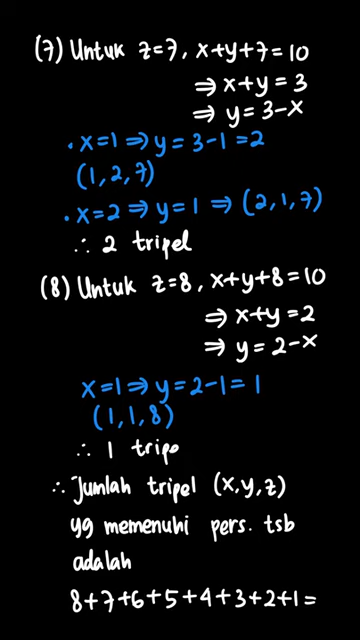 (7) Untuk z=7, x+y+7=10
⇒ x+y=3
⇒ y=3-x
• x=1 ⇒ y=3-1=2
(1,2,7)
• x=2 ⇒ y=1 ⇒ (2,1,7)
∴ 2 tripel
(8) Untuk z=8, x+y+8=10
⇒ x+y=2
⇒ y=2-x
x=1 ⇒ y=2-1=1
(1,1,8)
∴ 1 tripe
∴ Jumlah tripel (x,y,z)
yg memenuhi pers. tsb
adalah
8+7+6+5+4+3+2+1=